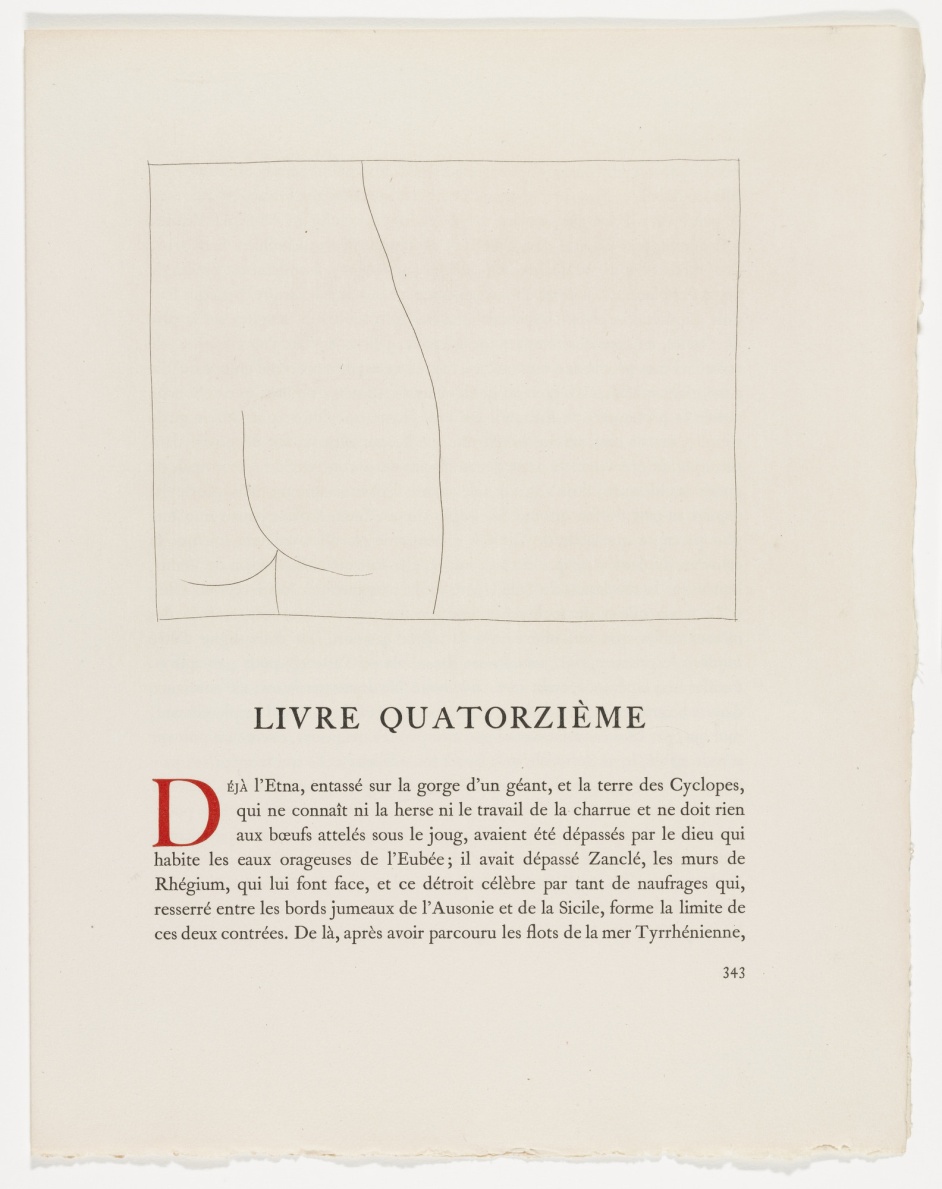 LIVRE QUATORZIÈME
DÉJÀ l'Etna, entassé sur la gorge d'un géant, et la terre des Cyclopes,
qui ne connaît ni la herse ni le travail de la charrue et ne doit rien
aux bœufs attelés sous le joug, avaient été dépassés par le dieu qui
habite les eaux orageuses de l'Eubée; il avait dépassé Zanclé, les murs de
Rhégium, qui lui font face, et ce détroit célèbre par tant de naufrages qui,
resserré entre les bords jumeaux de l'Ausonie et de la Sicile, forme la limite de
ces deux contrées. De là, après avoir parcouru les flots de la mer Tyrrhénienne,
343